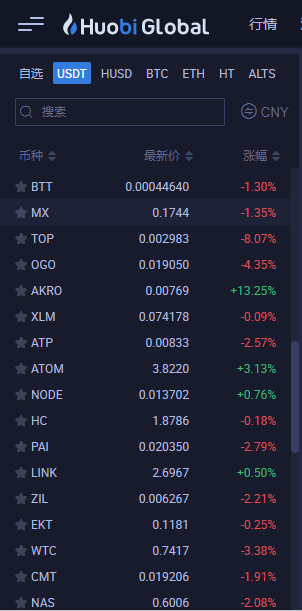 Huobi Global 行情
自选 USDT HUSD BTC ETH HT ALTS
搜索 CNY
币种 最新价 涨幅
BTT 0.00044640 -1.30%
MX 0.1744 -1.35%
TOP 0.002983 -8.07%
OGO 0.019050 -4.35%
AKRO 0.00769 +13.25%
XLM 0.074178 -0.09%
ATP 0.00833 -2.57%
ATOM 3.8220 +3.13%
NODE 0.013702 +0.76%
HC 1.8786 -0.18%
PAI 0.020350 -2.79%
LINK 2.6967 +0.50%
ZIL 0.006267 -2.21%
EKT 0.1181 -0.25%
WTC 0.7417 -3.38%
CMT 0.019206 -1.91%
NAS 0.6006 -2.08%